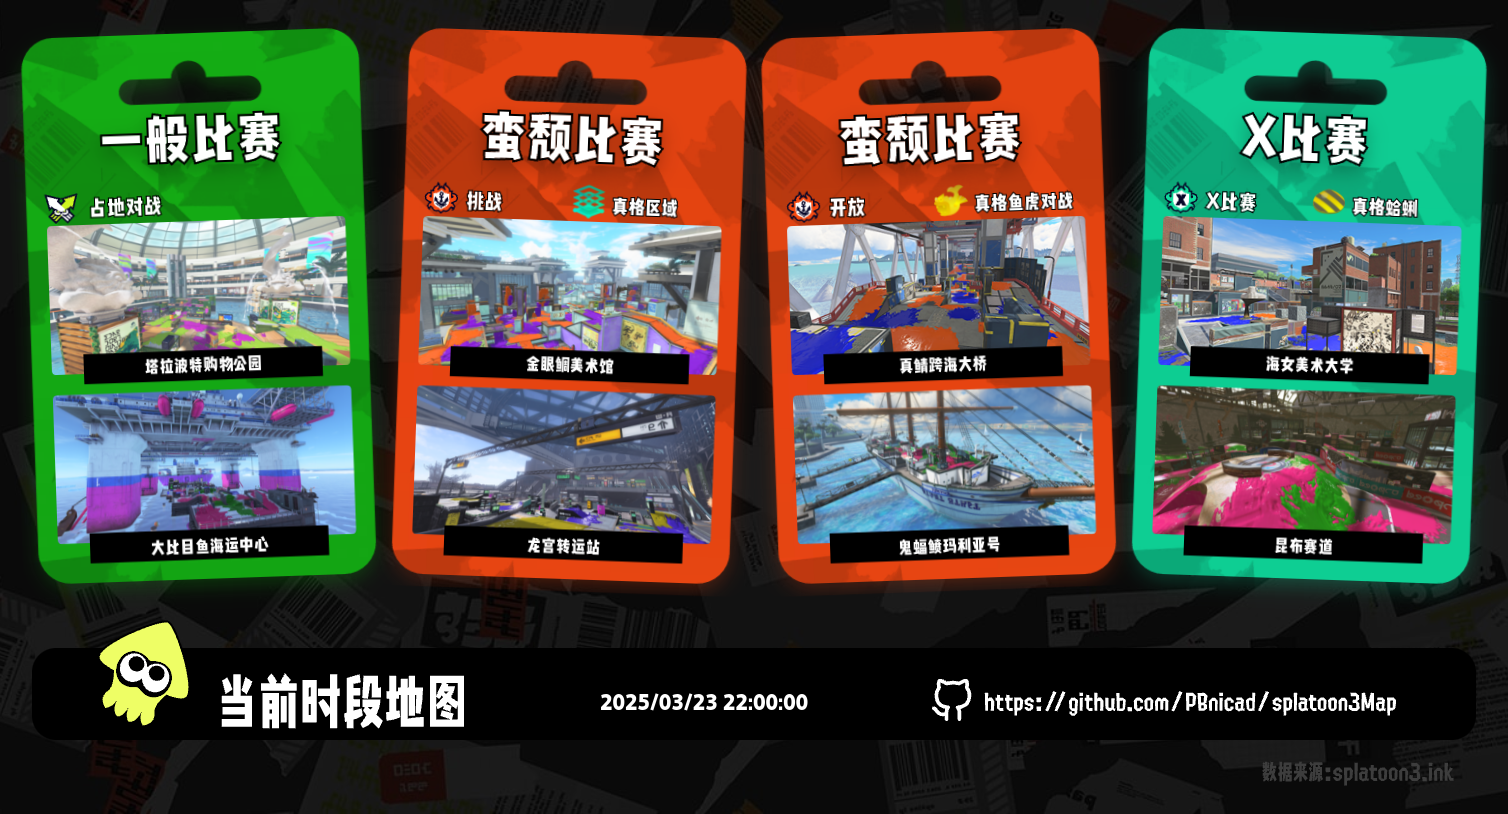 一般比赛
占地对战
塔拉波特购物公园
大比目鱼海运中心
蛮颓比赛
挑战
真格区域
金眼鲷美术馆
龙宫转运站
蛮颓比赛
开放
真格鱼虎对战
真鲭跨海大桥
鬼蝠鲼玛利亚号
X比赛
X比赛
真格蛤蜊
海女美术大学
昆布赛道
当前时段地图
2025/03/23 22:00:00
https://github.com/PBnicad/splatoon3Map
数据来源:splatoon3.ink